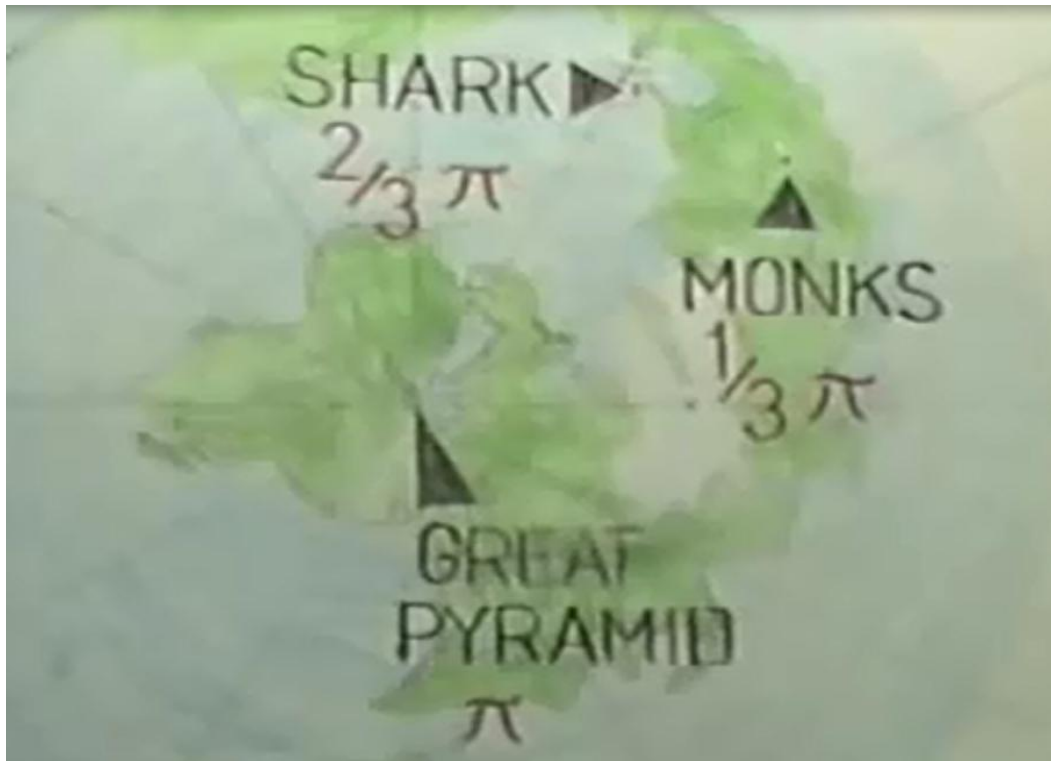 SHARK
2/3 π
MONKS
1/3 π
GREAT
PYRAMID
π